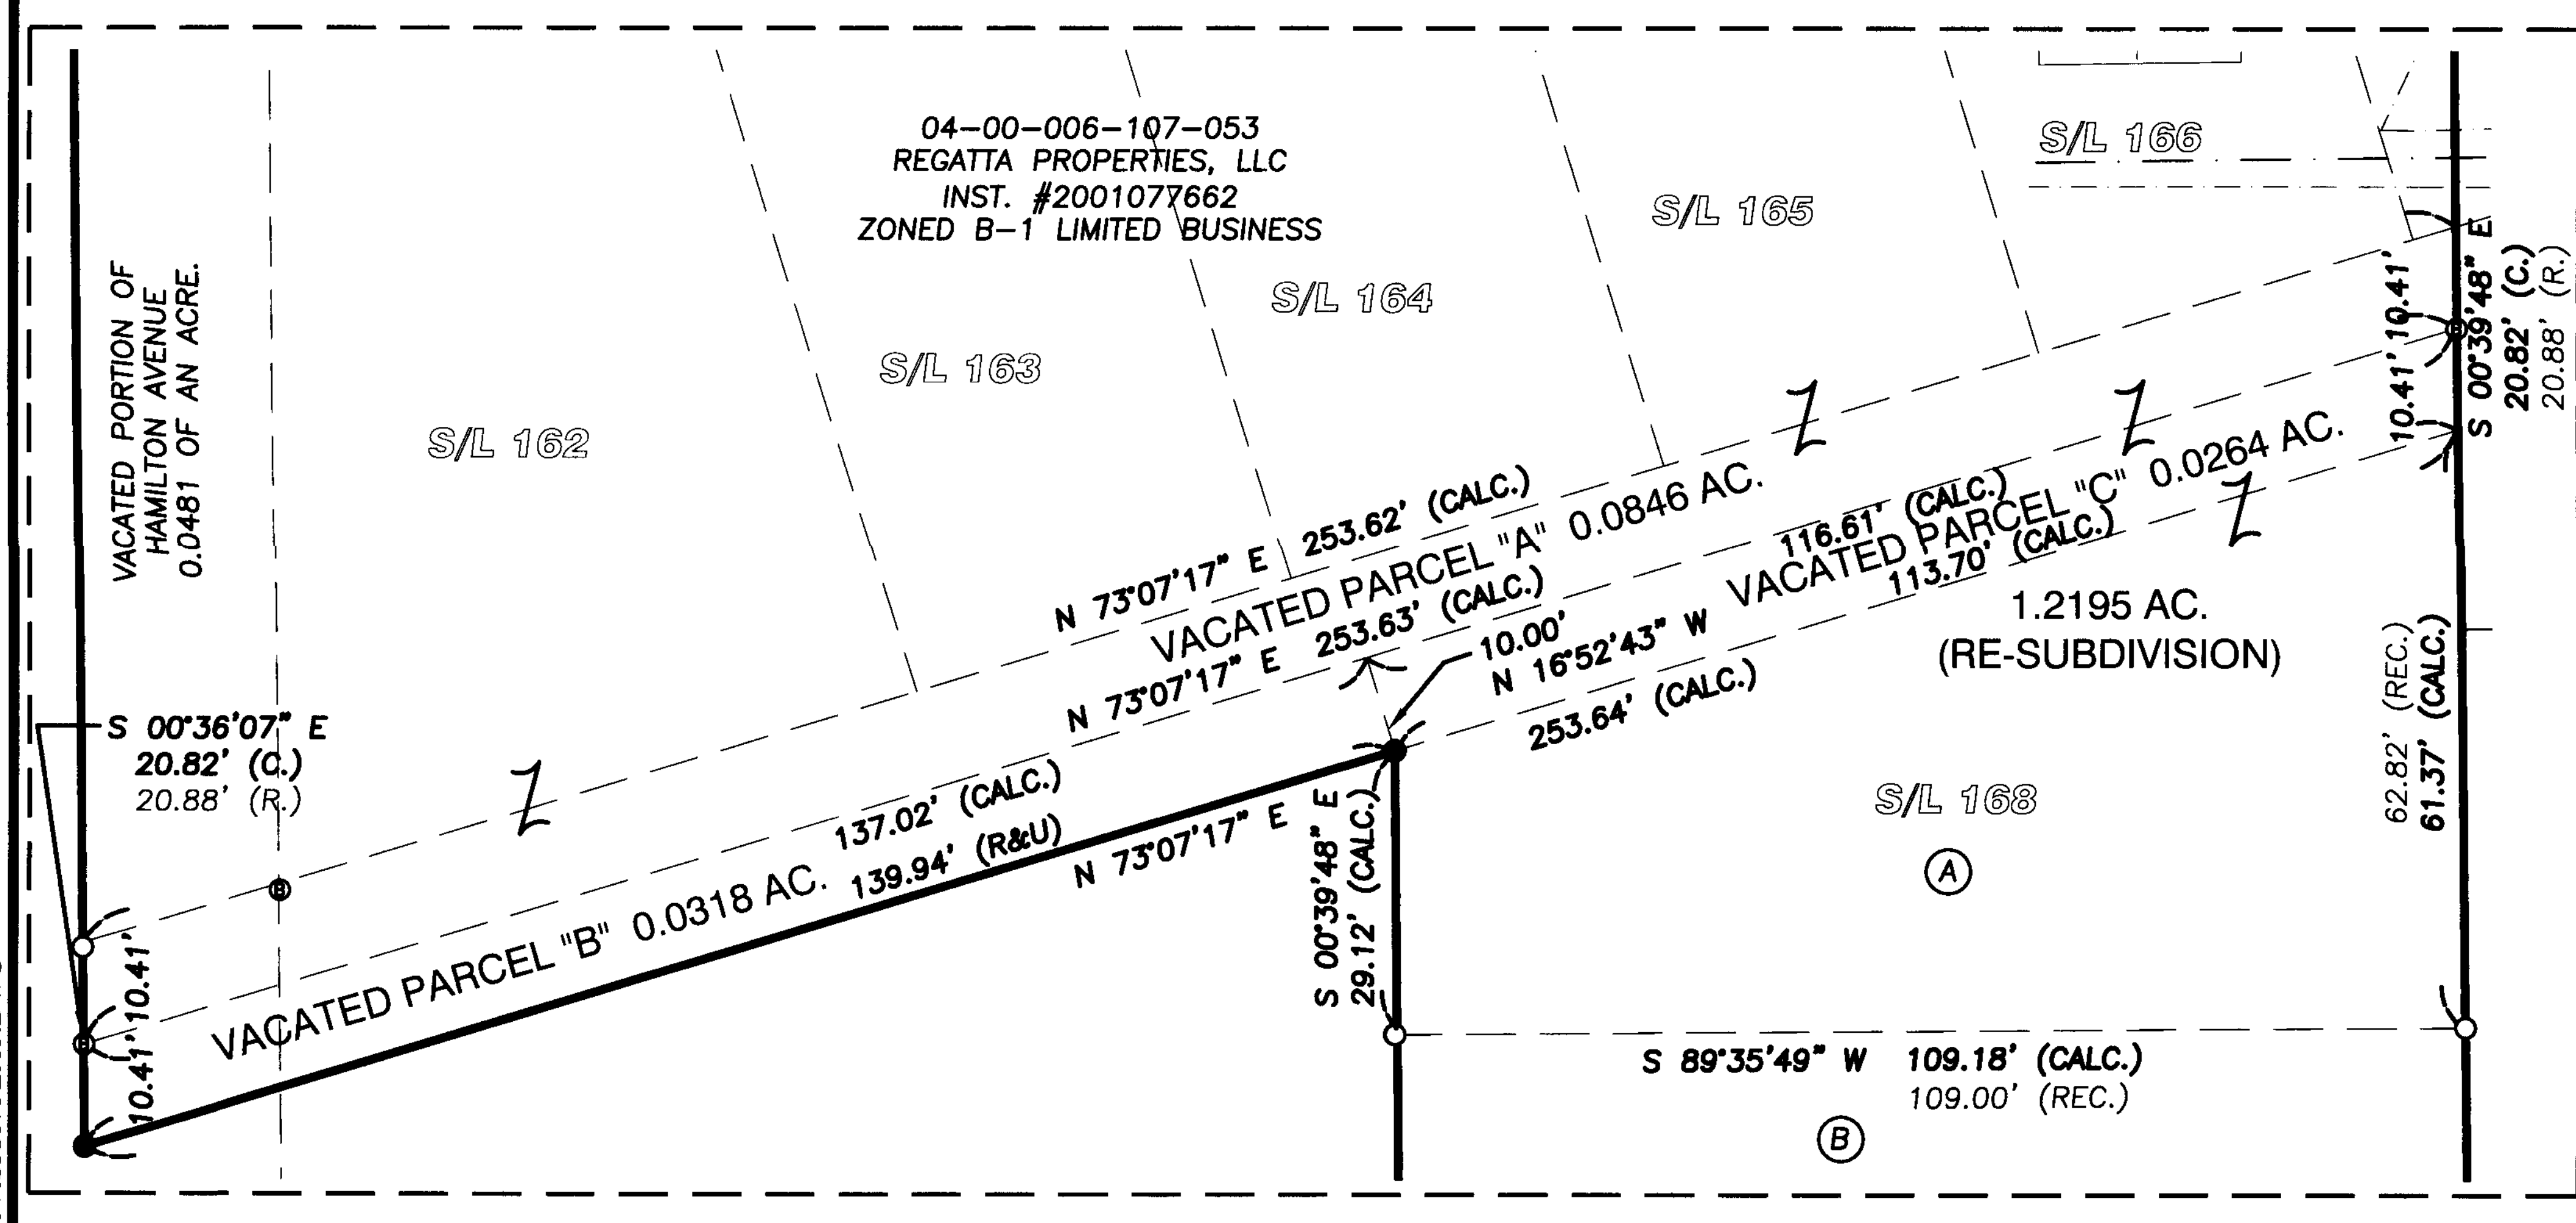 04-00-006-107-053
REGATTA PROPERTIES, LLC
INST. #2001077662
ZONED B-1 LIMITED BUSINESS
S/L 166
S/L 165
S/L 164
S/L 163
S/L 162
VACATED PORTION OF
HAMILTON AVENUE
0.0481 OF AN ACRE.
10.41' 10.41'
S 00°39'48" E
20.82' (C.)
20.88' (R.)
N 73°07'17" E 253.62' (CALC.)
VACATED PARCEL "A" 0.0846 AC.
N 73°07'17" E 253.63' (CALC.)
116.61' (CALC.)
VACATED PARCEL "C" 0.0264 AC.
113.70' (CALC.)
10.00'
N 16°52'43" W
253.64' (CALC.)
1.2195 AC.
(RE-SUBDIVISION)
S 00°36'07" E
20.82' (C.)
20.88' (R.)
137.02' (CALC.)
VACATED PARCEL "B" 0.0318 AC.
139.94' (R&U)
N 73°07'17" E
10.41' 10.41'
S 00°39'48" E
29.12' (CALC.)
62.82' (REC.)
61.37' (CALC.)
S/L 168
A
S 89°35'49" W 109.18' (CALC.)
109.00' (REC.)
B